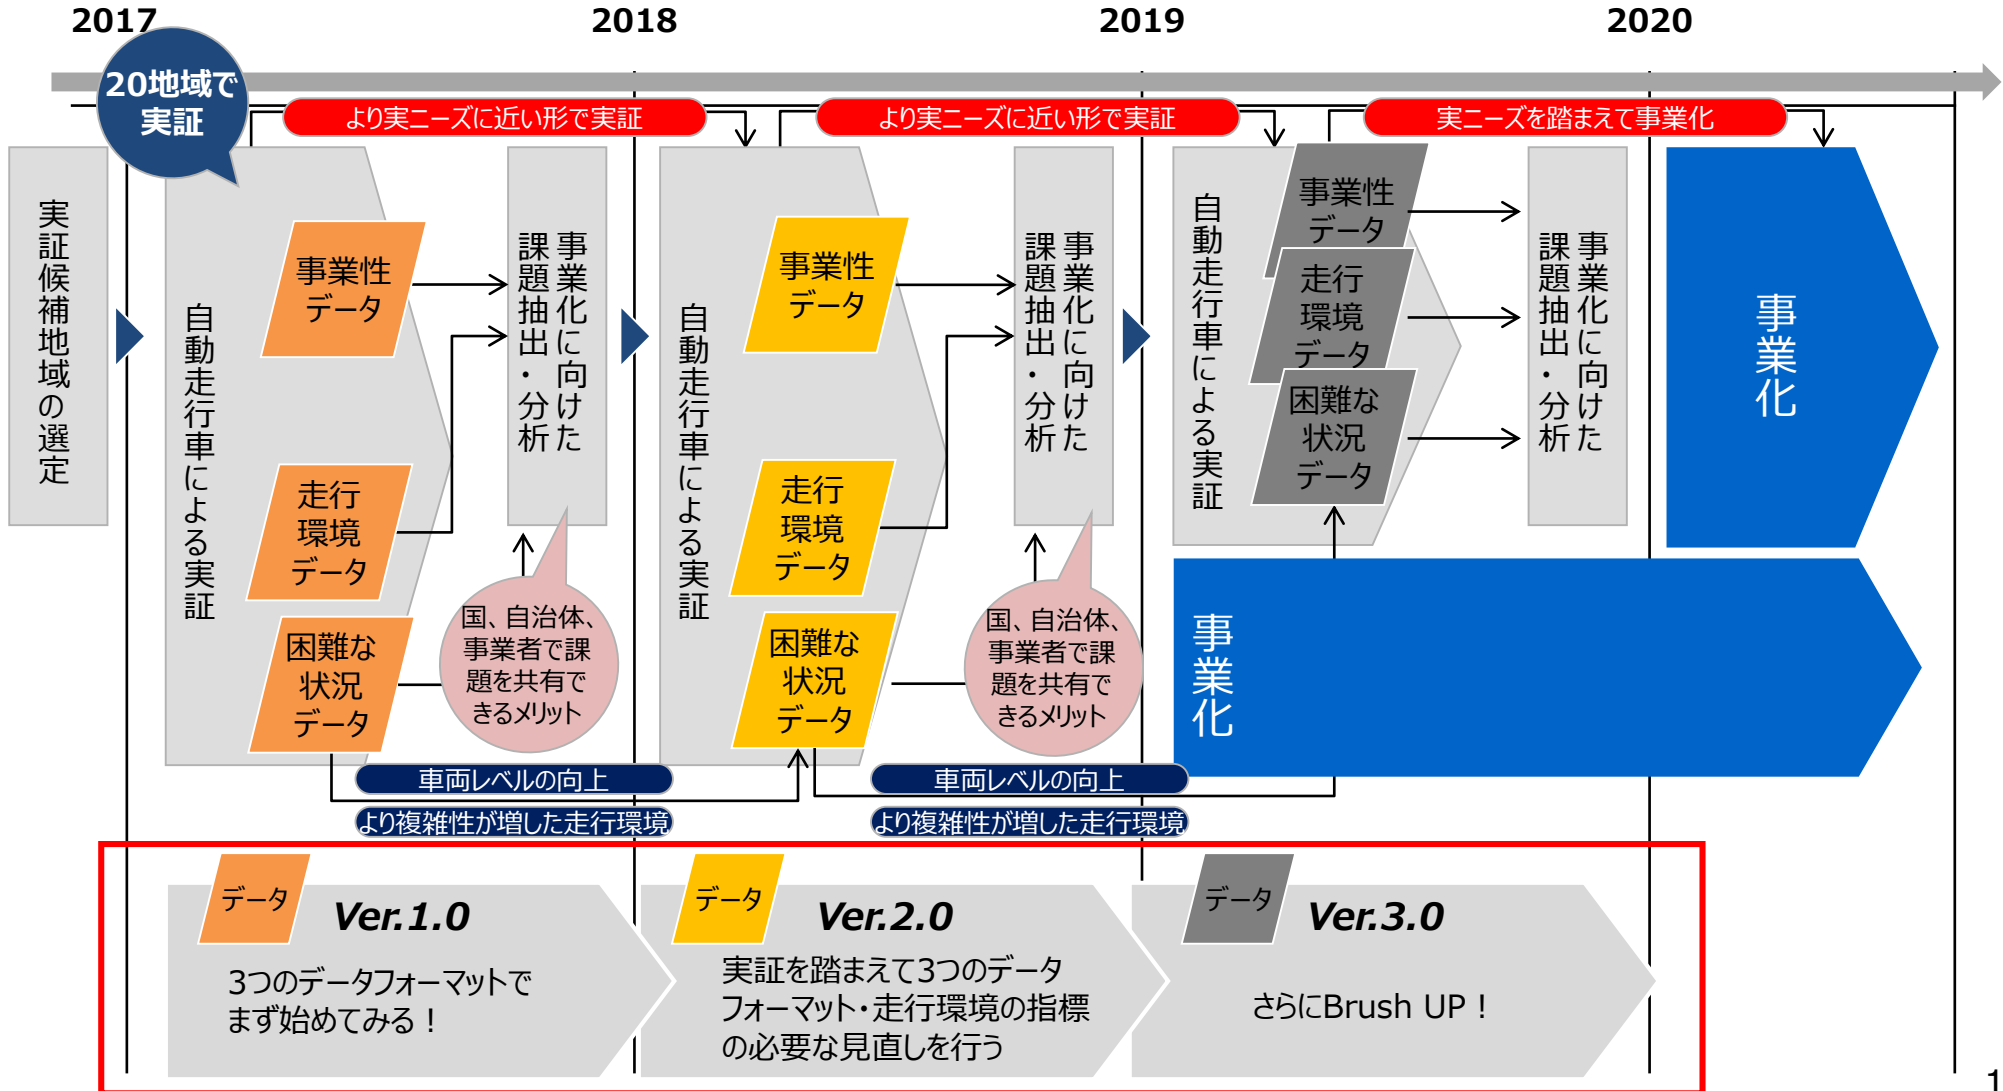 2017
2018
2019
2020
20地域で
実証
より実ニーズに近い形で実証
より実ニーズに近い形で実証
実ニーズを踏まえて事業化
実証候補地域の選定
自動走行車による実証
事業性
データ
走行
環境
データ
困難な
状況
データ
事業化に向けた
課題抽出・分析
国、自治体、
事業者で課
題を共有で
きるメリット
自動走行車による実証
事業性
データ
走行
環境
データ
困難な
状況
データ
事業化に向けた
課題抽出・分析
国、自治体、
事業者で課
題を共有で
きるメリット
自動走行車による実証
事業性
データ
走行
環境
データ
困難な
状況
データ
事業化に向けた
課題抽出・分析
事業化
事業化
車両レベルの向上
より複雑性が増した走行環境
車両レベルの向上
より複雑性が増した走行環境
データ
Ver.1.0
3つのデータフォーマットで
まず始めてみる！
データ
Ver.2.0
実証を踏まえて3つのデータ
フォーマット・走行環境の指標
の必要な見直しを行う
データ
Ver.3.0
さらにBrush UP！
1